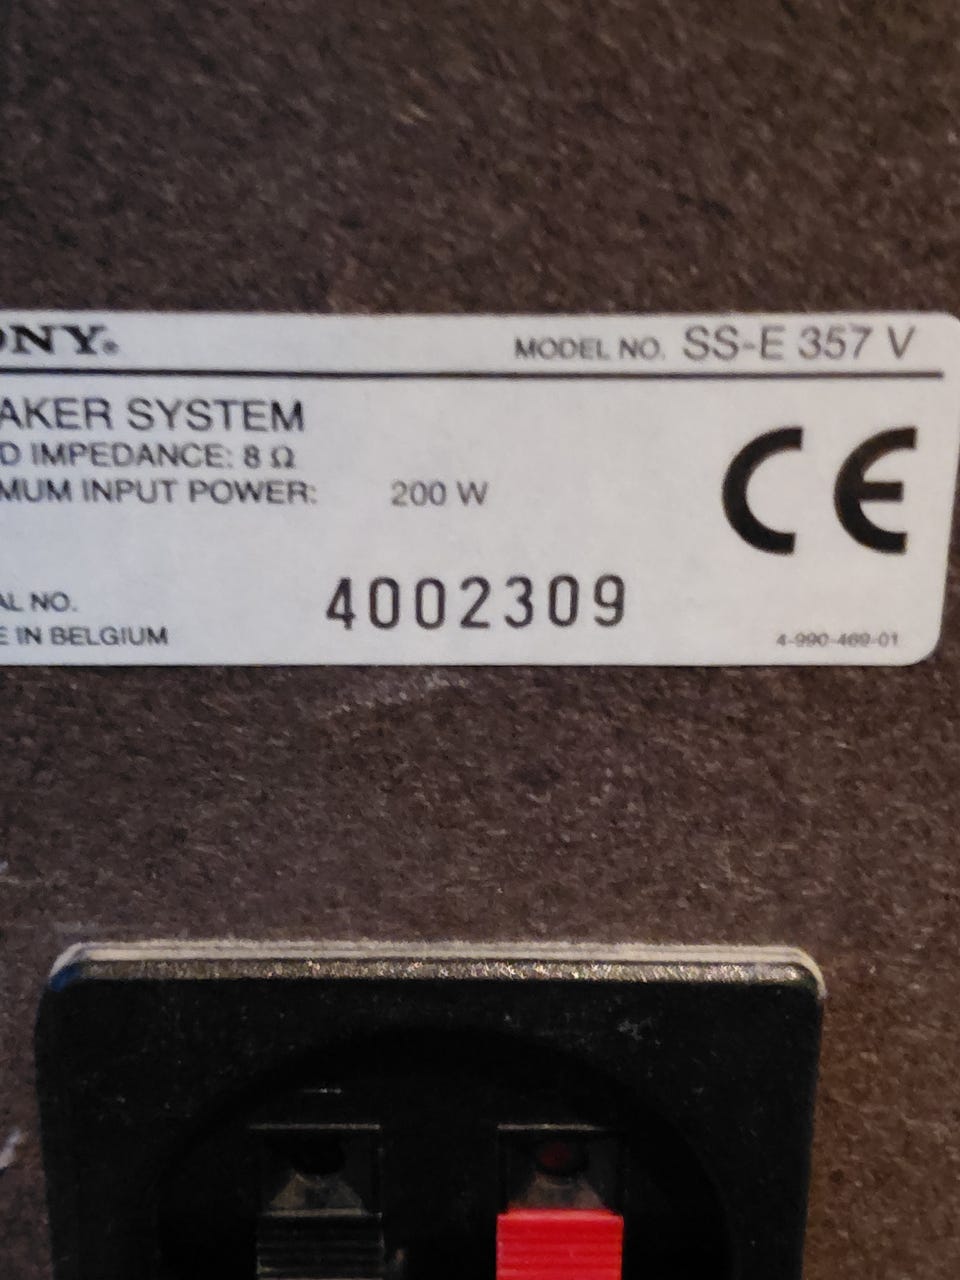 ONY®
MODEL NO. SS-E 357 V
AKER SYSTEM
D IMPEDANCE: 8 Ω
MUM INPUT POWER: 200 W
CE
AL NO. 4002309
E IN BELGIUM
4-990-469-01